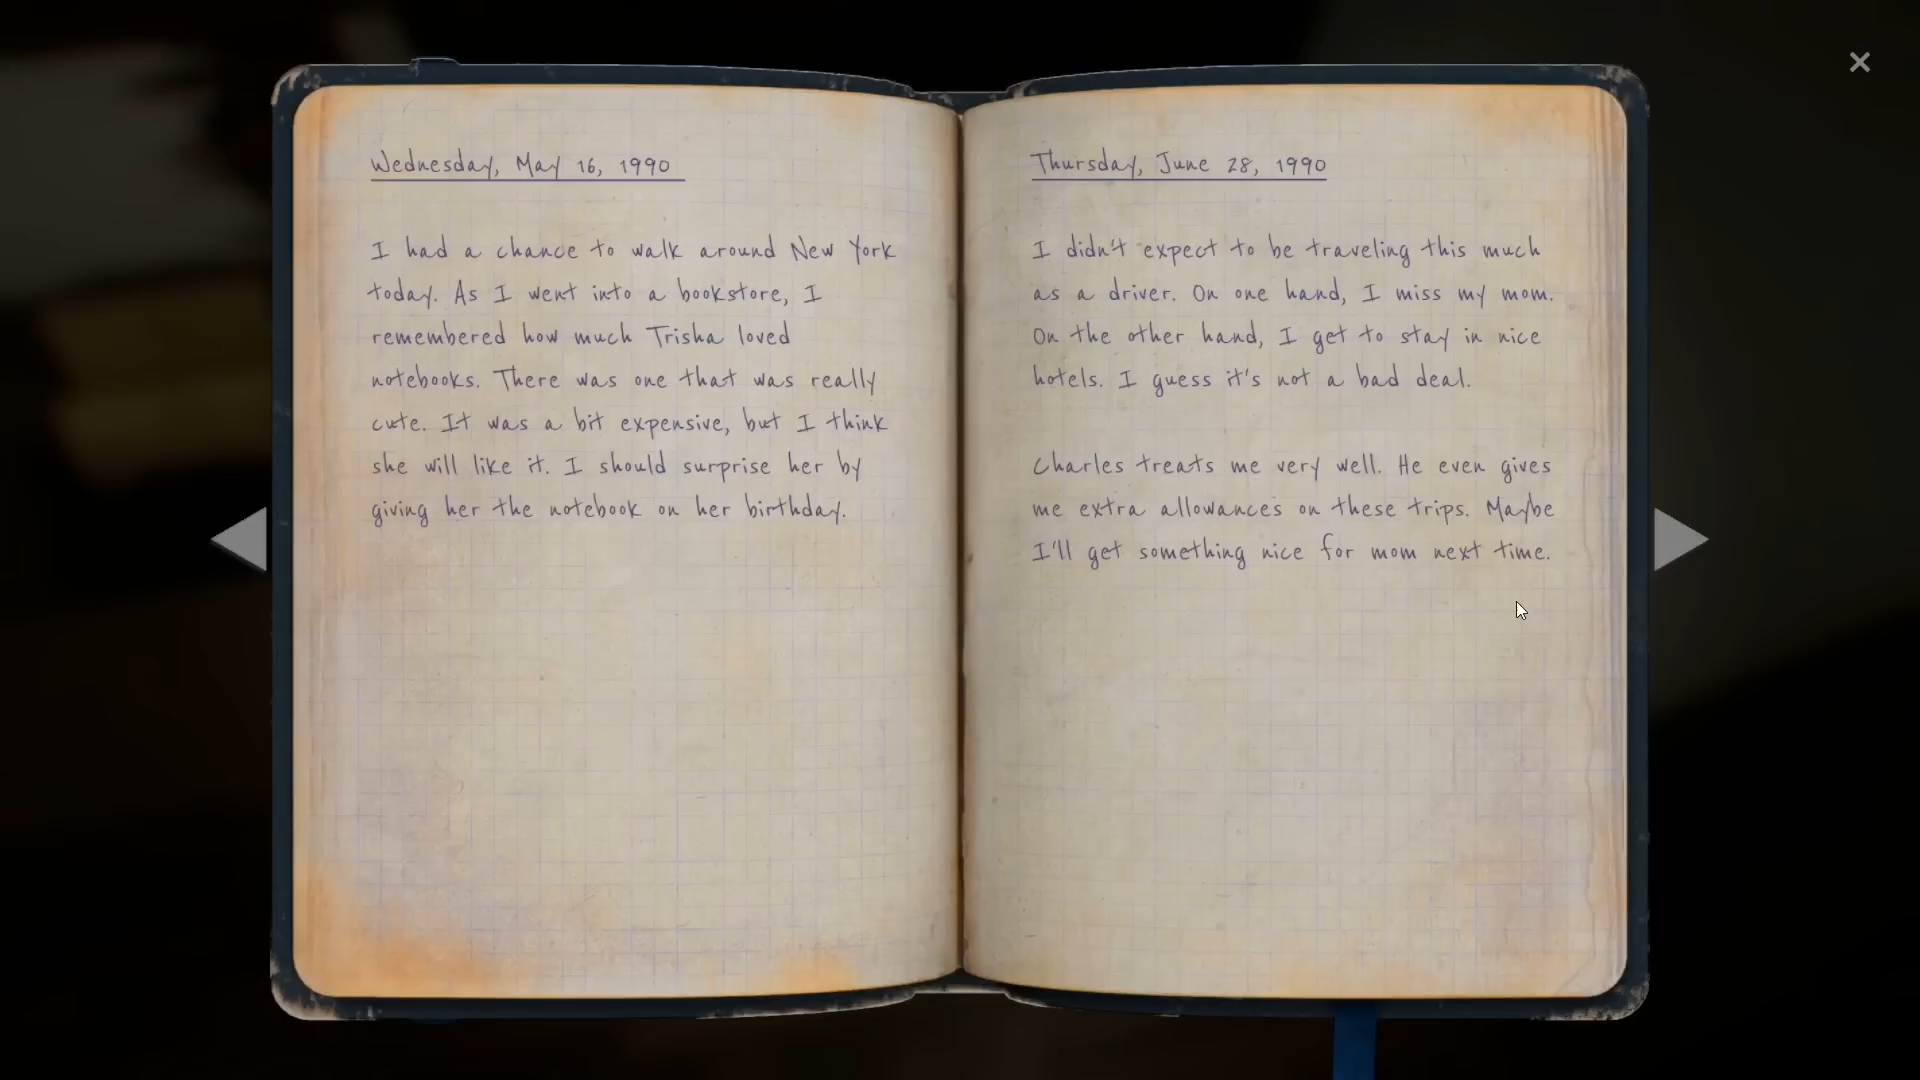 Wednesday, May 16, 1990
I had a chance to walk around New York
today. As I went into a bookstore, I
remembered how much Trisha loved
notebooks. There was one that was really
cute. It was a bit expensive, but I think
she will like it. I should surprise her by
giving her the notebook on her birthday.
Thursday, June 28, 1990
I didn't expect to be traveling this much
as a driver. On one hand, I miss my mom.
On the other hand, I get to stay in nice
hotels. I guess it's not a bad deal.
Charles treats me very well. He even gives
me extra allowances on these trips. Maybe
I'll get something nice for mom next time.